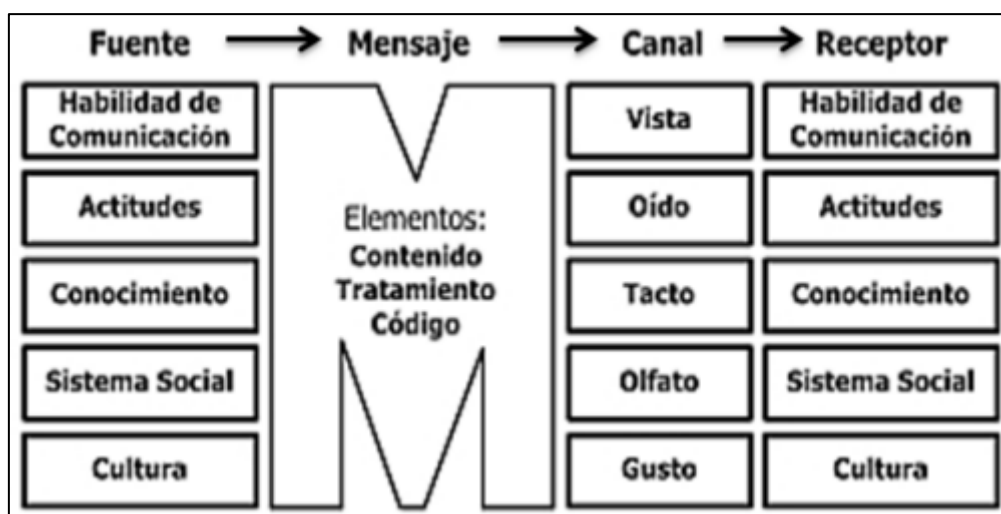 Fuente → Mensaje → Canal → Receptor
Habilidad de
Comunicación
Actitudes
Conocimiento
Sistema Social
Cultura
Elementos:
Contenido
Tratamiento
Código
Vista
Oído
Tacto
Olfato
Gusto
Habilidad de
Comunicación
Actitudes
Conocimiento
Sistema Social
Cultura